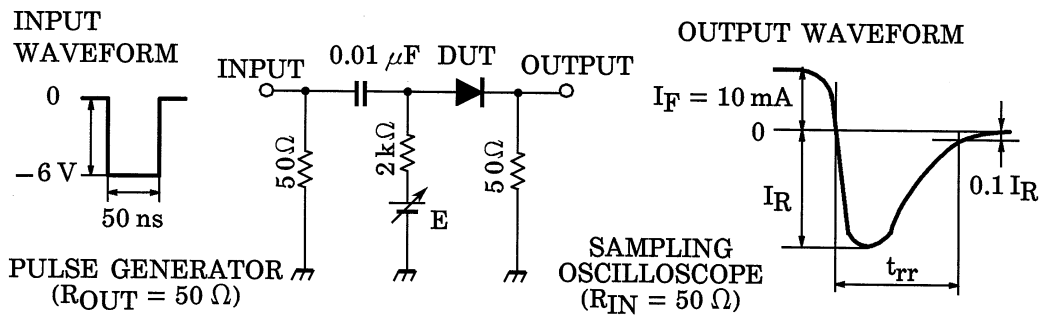 INPUT
WAVEFORM
0
−6 V
50 ns
PULSE GENERATOR
(ROUT = 50 Ω)
INPUT
0.01 μF
DUT
OUTPUT
50Ω
2kΩ
E
50Ω
SAMPLING
OSCILLOSCOPE
(RIN = 50 Ω)
OUTPUT WAVEFORM
IF = 10 mA
0
IR
0.1 IR
trr